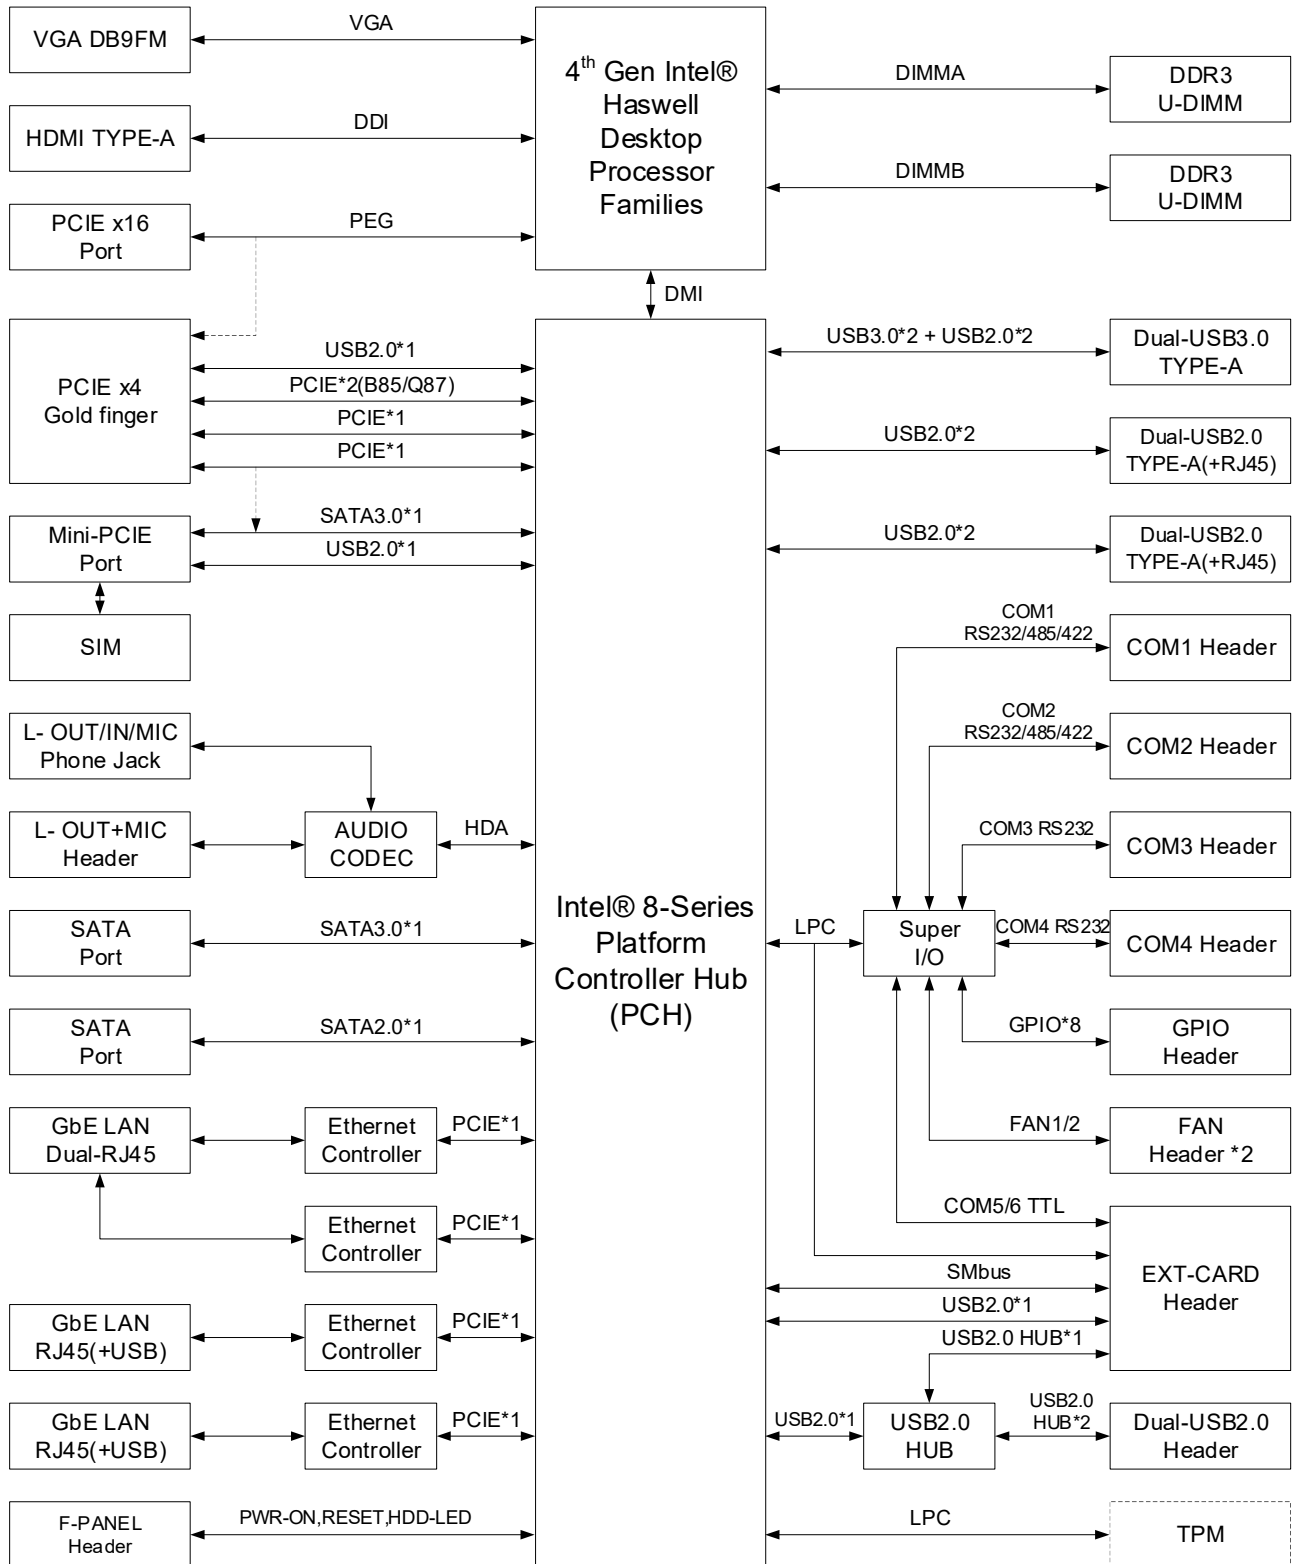 VGA DB9FM
VGA
4th Gen Intel®
Haswell
Desktop
Processor
Families
DIMMA
DDR3
U-DIMM
HDMI TYPE-A
DDI
DIMMB
DDR3
U-DIMM
PCIE x16
Port
PEG
DMI
PCIE x4
Gold finger
USB2.0*1
PCIE*2(B85/Q87)
PCIE*1
PCIE*1
USB3.0*2 + USB2.0*2
Dual-USB3.0
TYPE-A
USB2.0*2
Dual-USB2.0
TYPE-A(+RJ45)
Mini-PCIE
Port
SATA3.0*1
USB2.0*1
USB2.0*2
Dual-USB2.0
TYPE-A(+RJ45)
SIM
COM1
RS232/485/422
COM1 Header
L- OUT/IN/MIC
Phone Jack
COM2
RS232/485/422
COM2 Header
L- OUT+MIC
Header
AUDIO
CODEC
HDA
COM3 RS232
COM3 Header
Intel® 8-Series
Platform
Controller Hub
(PCH)
SATA
Port
SATA3.0*1
LPC
Super
I/O
COM4 RS232
COM4 Header
SATA
Port
SATA2.0*1
GPIO*8
GPIO
Header
GbE LAN
Dual-RJ45
Ethernet
Controller
PCIE*1
FAN1/2
FAN
Header *2
Ethernet
Controller
PCIE*1
COM5/6 TTL
SMbus
USB2.0*1
USB2.0 HUB*1
EXT-CARD
Header
GbE LAN
RJ45(+USB)
Ethernet
Controller
PCIE*1
GbE LAN
RJ45(+USB)
Ethernet
Controller
PCIE*1
USB2.0*1
USB2.0
HUB
USB2.0
HUB*2
Dual-USB2.0
Header
F-PANEL
Header
PWR-ON,RESET,HDD-LED
LPC
TPM